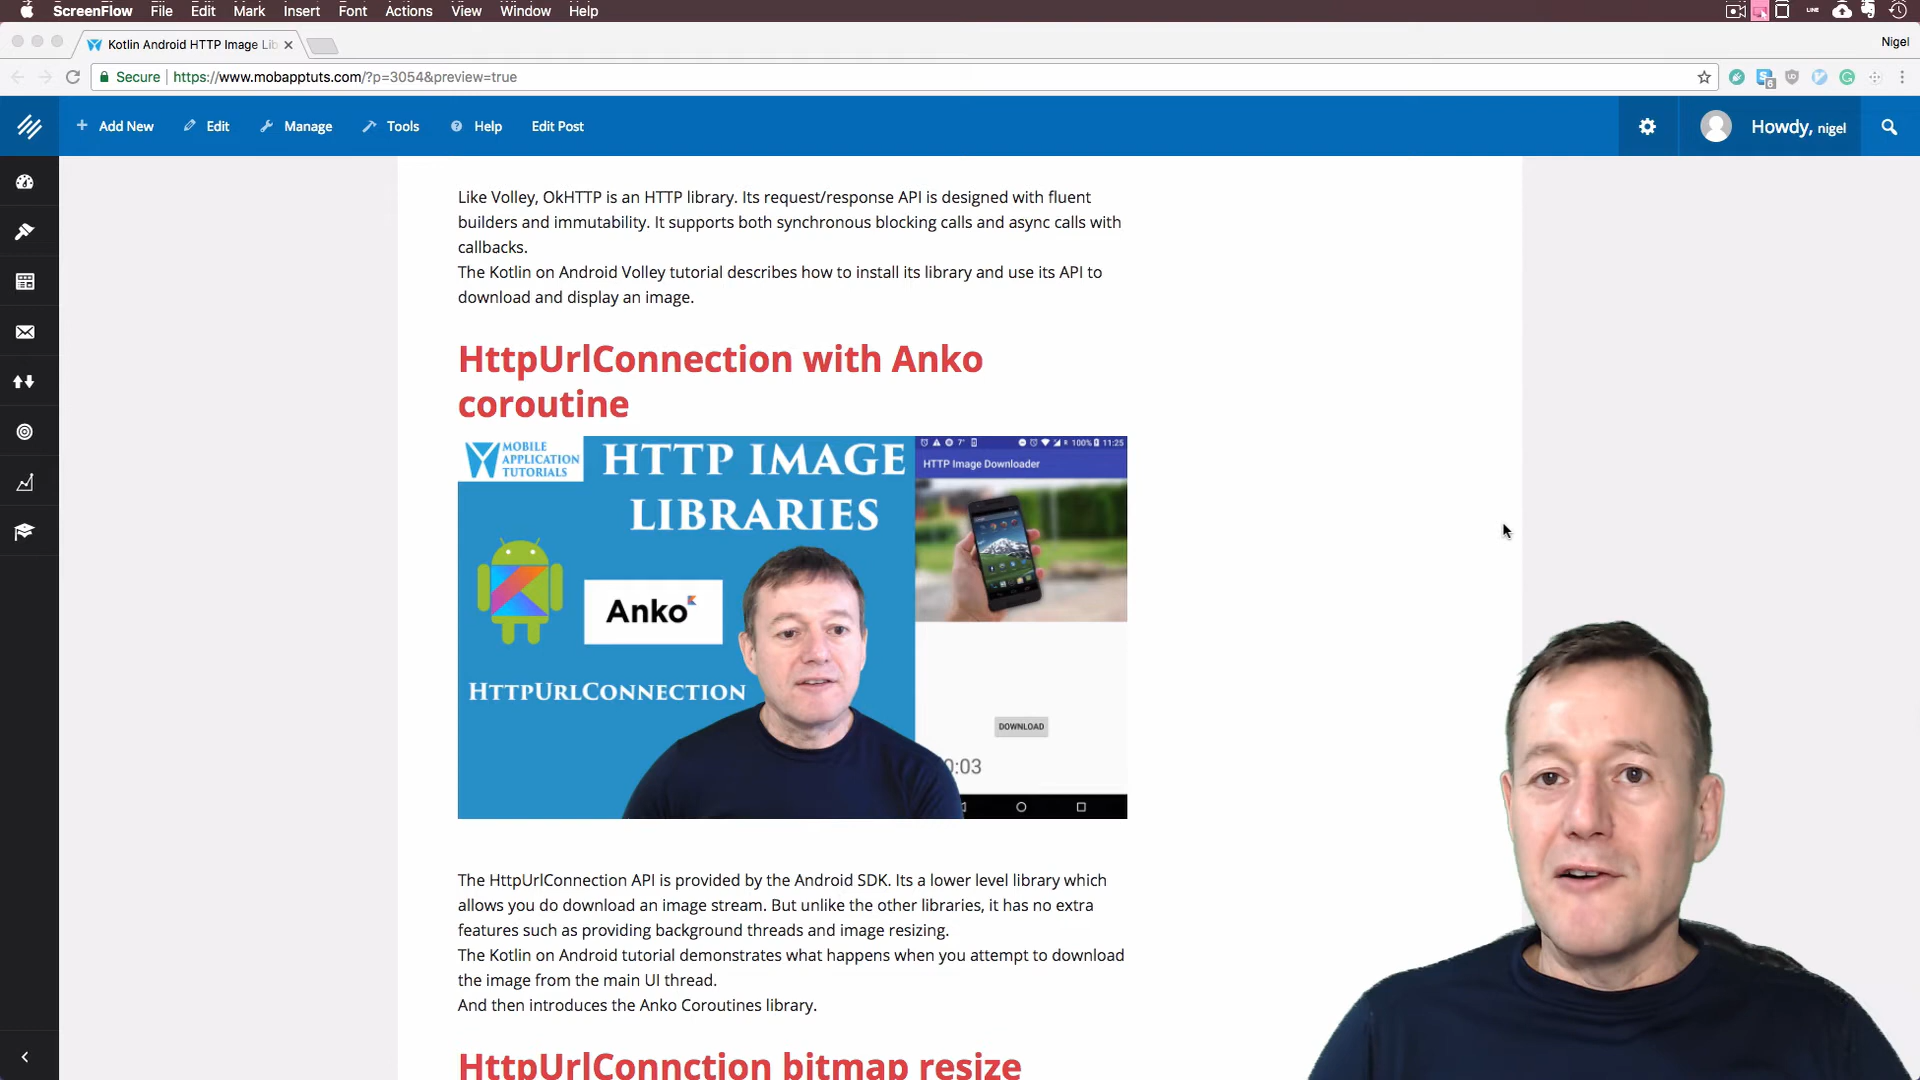 ScreenFlow File Edit Mark Insert Font Actions View Window Help
LINE
Kotlin Android HTTP Image Lib
Nigel
Secure https://www.mobapptuts.com/?p=3054&preview=true
6
Add New Edit Manage Tools Help Edit Post
Howdy, nigel
Like Volley, OkHTTP is an HTTP library. Its request/response API is designed with fluent
builders and immutability. It supports both synchronous blocking calls and async calls with
callbacks.
The Kotlin on Android Volley tutorial describes how to install its library and use its API to
download and display an image.
HttpUrlConnection with Anko
coroutine
MOBILE
APPLICATION
TUTORIALS
HTTP IMAGE
LIBRARIES
Anko
HTTPURLCONNECTION
7° 100% 11:25
HTTP Image Downloader
DOWNLOAD
0:03
The HttpUrlConnection API is provided by the Android SDK. Its a lower level library which
allows you do download an image stream. But unlike the other libraries, it has no extra
features such as providing background threads and image resizing.
The Kotlin on Android tutorial demonstrates what happens when you attempt to download
the image from the main UI thread.
And then introduces the Anko Coroutines library.
HttpUrlConnction bitmap resize